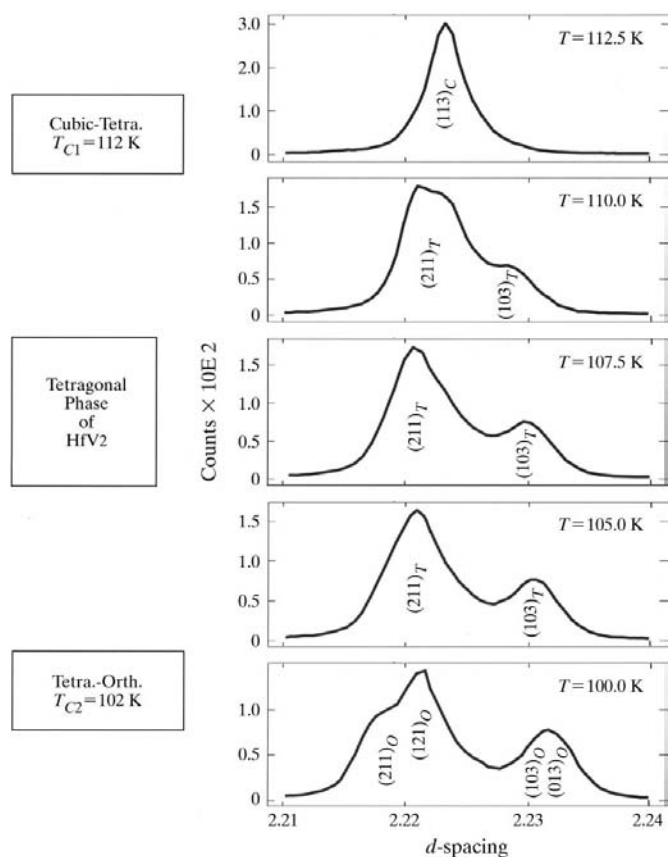 Cubic-Tetra.
T_{C1}=112 K
Tetragonal
Phase
of
HfV2
Tetra.-Orth.
T_{C2}=102 K
Counts × 10E 2
T = 112.5 K
3.0
2.0
1.0
0
(113)_C
T = 110.0 K
1.5
1.0
0.5
0
(211)_T
(103)_T
T = 107.5 K
1.5
1.0
0.5
0
(211)_T
(103)_T
T = 105.0 K
1.5
1.0
0.5
0
(211)_T
(103)_T
T = 100.0 K
1.0
0.5
0
(211)_O
(121)_O
(103)_O
(013)_O
2.21 2.22 2.23 2.24
d-spacing